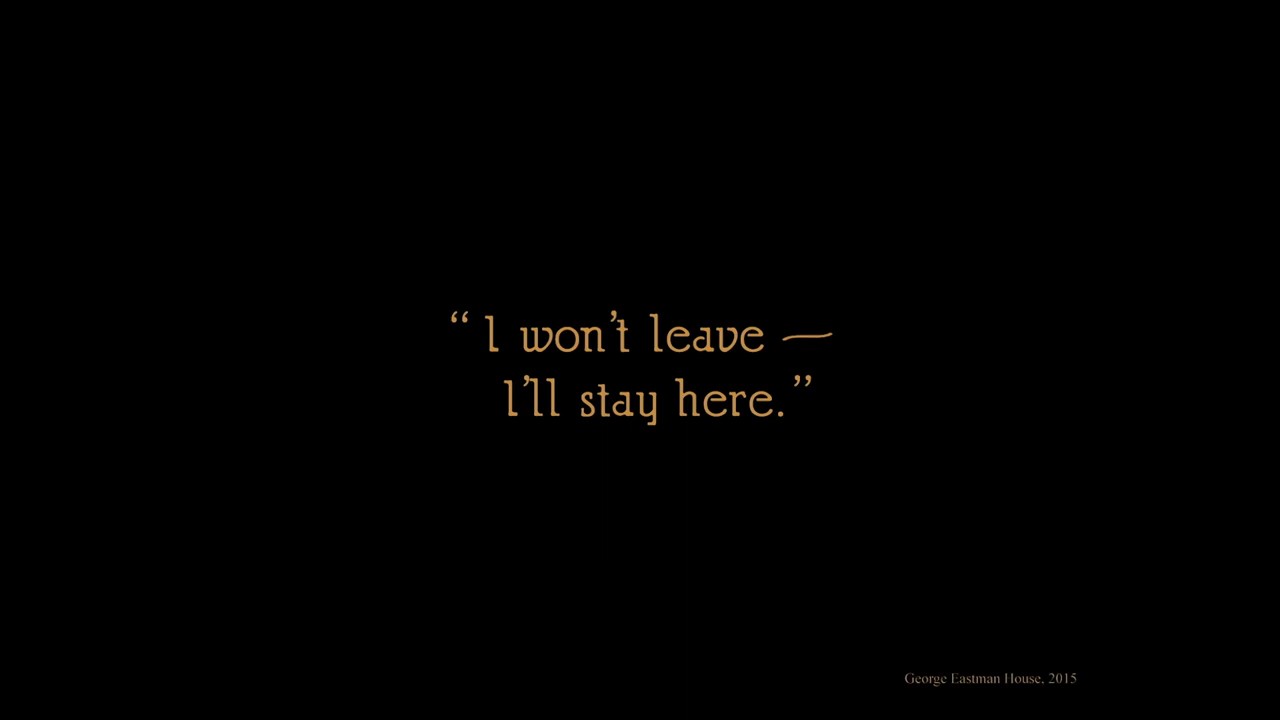 “ I won’t leave —
I’ll stay here.”
George Eastman House, 2015